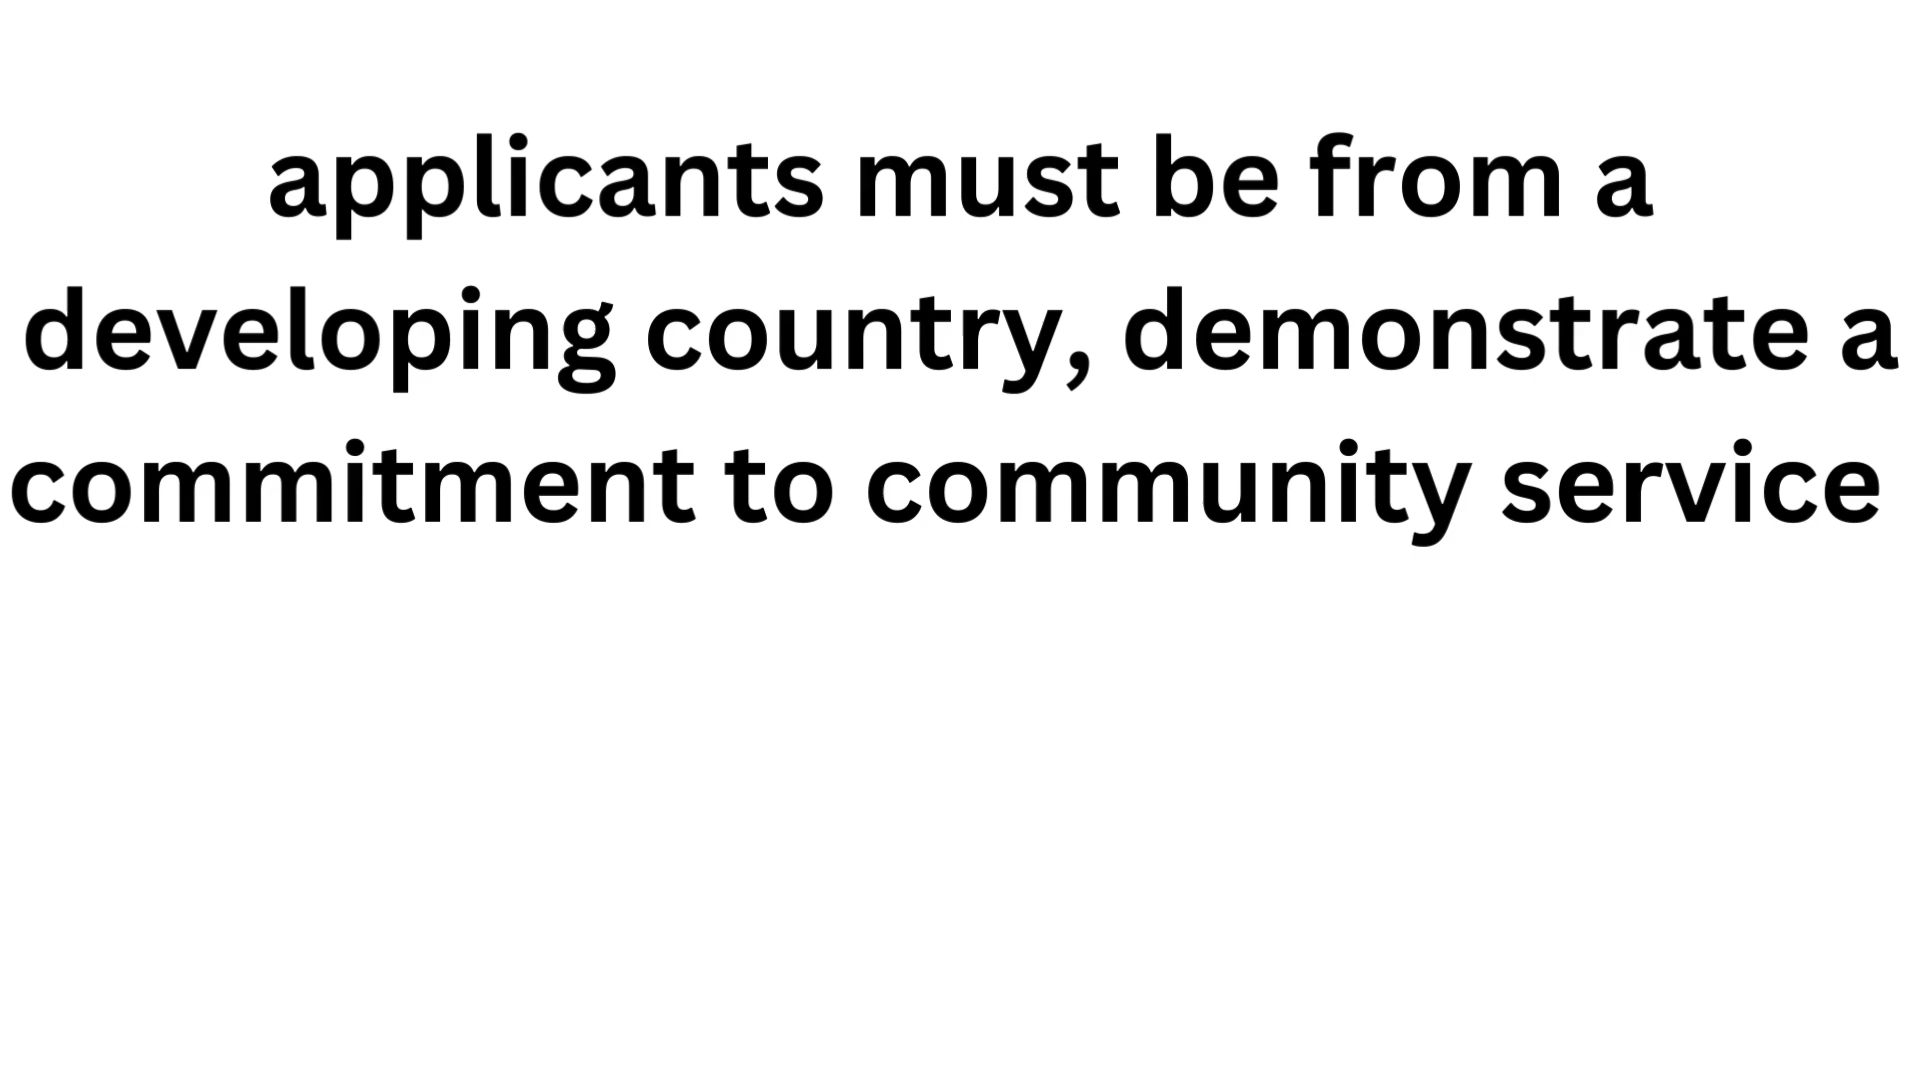 applicants must be from a
developing country, demonstrate a
commitment to community service